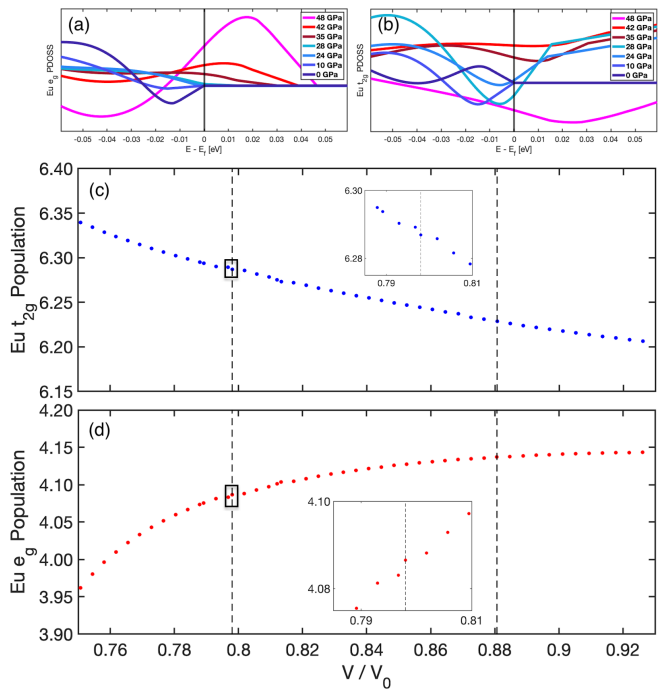 (a)
48 GPa
42 GPa
35 GPa
28 GPa
24 GPa
10 GPa
0 GPa
Eu e_g PDOSS
-0.05 -0.04 -0.03 -0.02 -0.01 0 0.01 0.02 0.03 0.04 0.05
E - E_f [eV]
(b)
48 GPa
42 GPa
35 GPa
28 GPa
24 GPa
10 GPa
0 GPa
Eu t_2g PDOSS
-0.05 -0.04 -0.03 -0.02 -0.01 0 0.01 0.02 0.03 0.04 0.05
E - E_f [eV]
(c)
Eu t_2g Population
6.40
6.30
6.25
6.20
6.15
6.30
6.28
0.79 0.81
(d)
Eu e_g Population
4.20
4.15
4.10
4.05
4.00
3.95
3.90
4.10
4.08
0.79 0.81
0.76 0.78 0.8 0.82 0.84 0.86 0.88 0.9 0.92
V / V_0